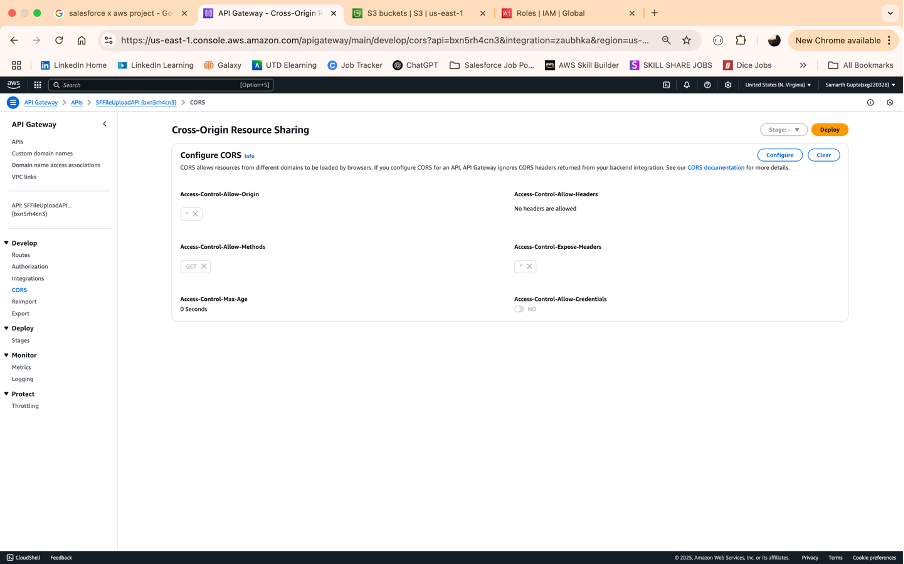 salesforce x aws project - Go
API Gateway - Cross-Origin R
S3 buckets | S3 | us-east-1
Roles | IAM | Global
https://us-east-1.console.aws.amazon.com/apigateway/main/develop/cors?api=bxn5rh4cn3&integration=zaubhka&region=us-...
New Chrome available
LinkedIn Home
LinkedIn Learning
Galaxy
UTD Elearning
Job Tracker
ChatGPT
Salesforce Job Po...
AWS Skill Builder
SKILL SHARE JOBS
Dice Jobs
All Bookmarks
aws
Search
[Option+S]
United States (N. Virginia)
Samarth Gupta(sxg220328)
API Gateway
APIs
SFFileUploadAPI (bxn5rh4cn3)
CORS
API Gateway
APIs
Custom domain names
Domain name access associations
VPC links
API: SFFileUploadAPI...
(bxn5rh4cn3)
Develop
Routes
Authorization
Integrations
CORS
Reimport
Export
Deploy
Stages
Monitor
Metrics
Logging
Protect
Throttling
Cross-Origin Resource Sharing
Stage: -
Deploy
Configure CORS Info
Configure
Clear
CORS allows resources from different domains to be loaded by browsers. If you configure CORS for an API, API Gateway ignores CORS headers returned from your backend integration. See our CORS documentation for more details.
Access-Control-Allow-Origin
*
Access-Control-Allow-Headers
No headers are allowed
Access-Control-Allow-Methods
GET
Access-Control-Expose-Headers
*
Access-Control-Max-Age
0 Seconds
Access-Control-Allow-Credentials
NO
CloudShell
Feedback
© 2025, Amazon Web Services, Inc. or its affiliates.
Privacy
Terms
Cookie preferences